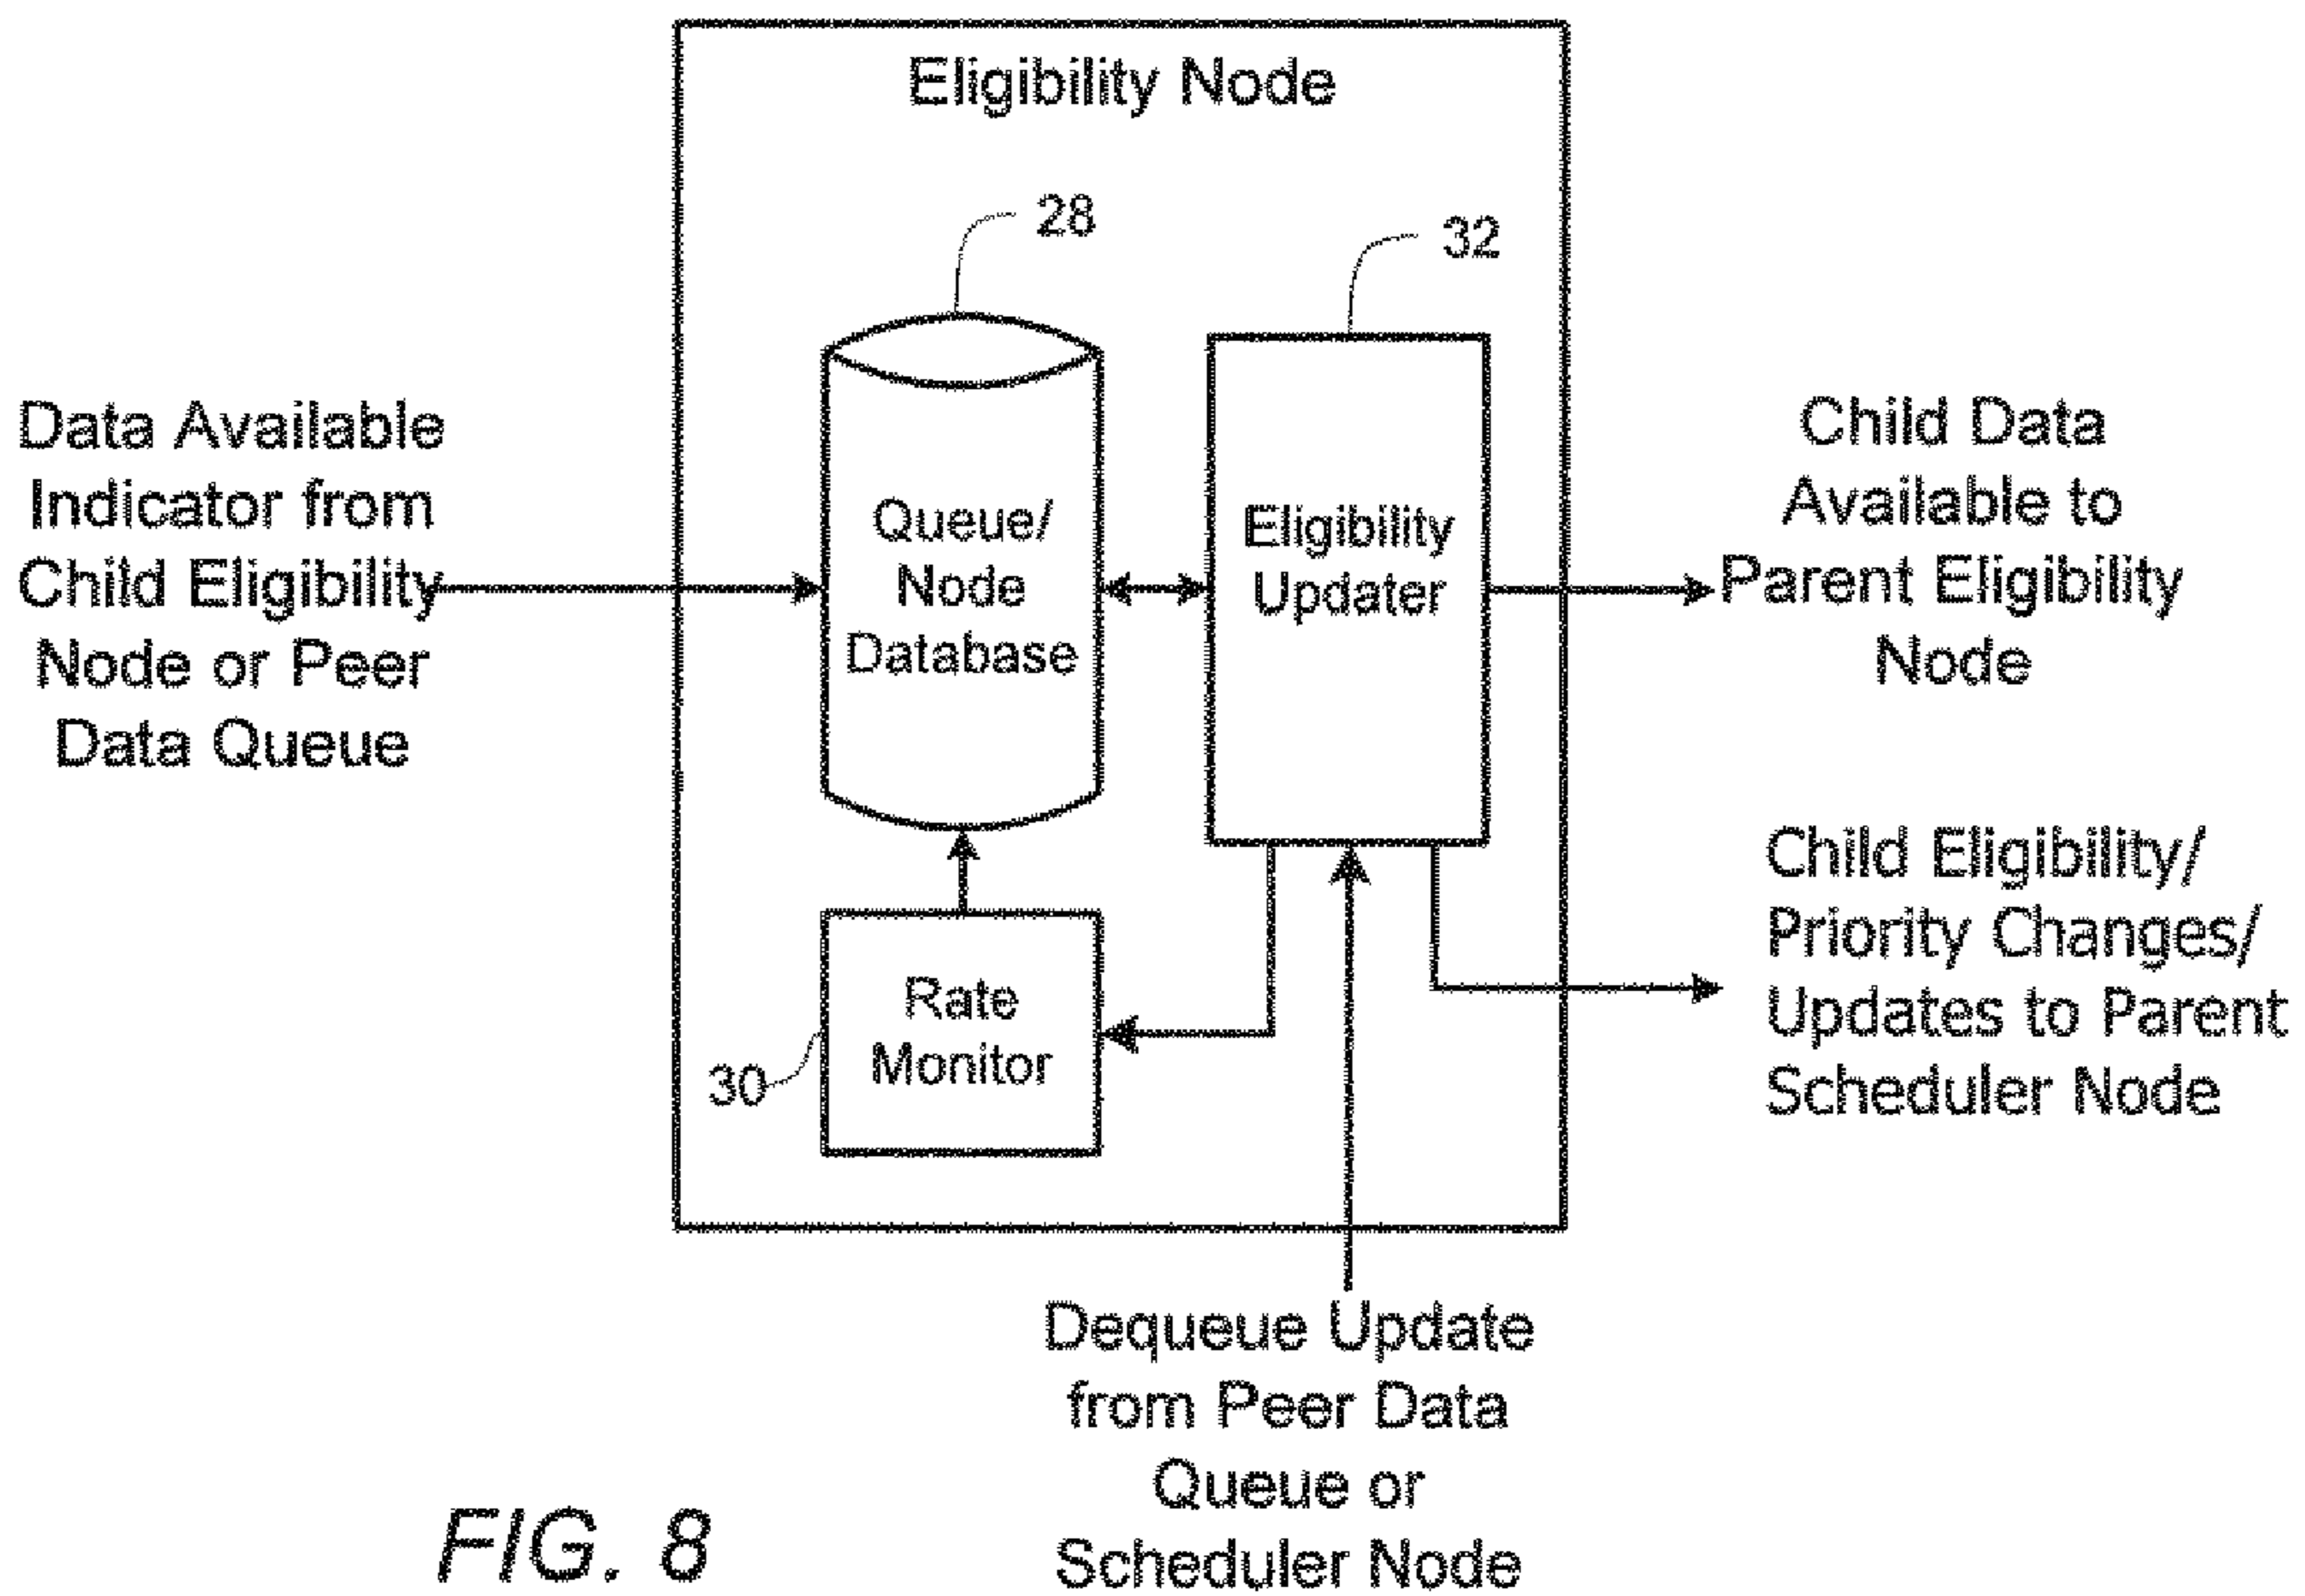 Eligibility Node
28
32
Data Available
Indicator from
Child Eligibility
Node or Peer
Data Queue
Queue/
Node
Database
Eligibility
Updater
Child Data
Available to
Parent Eligibility
Node
Child Eligibility/
Priority Changes/
Updates to Parent
Scheduler Node
Rate
Monitor
30
Dequeue Update
from Peer Data
Queue or
Scheduler Node
FIG. 8